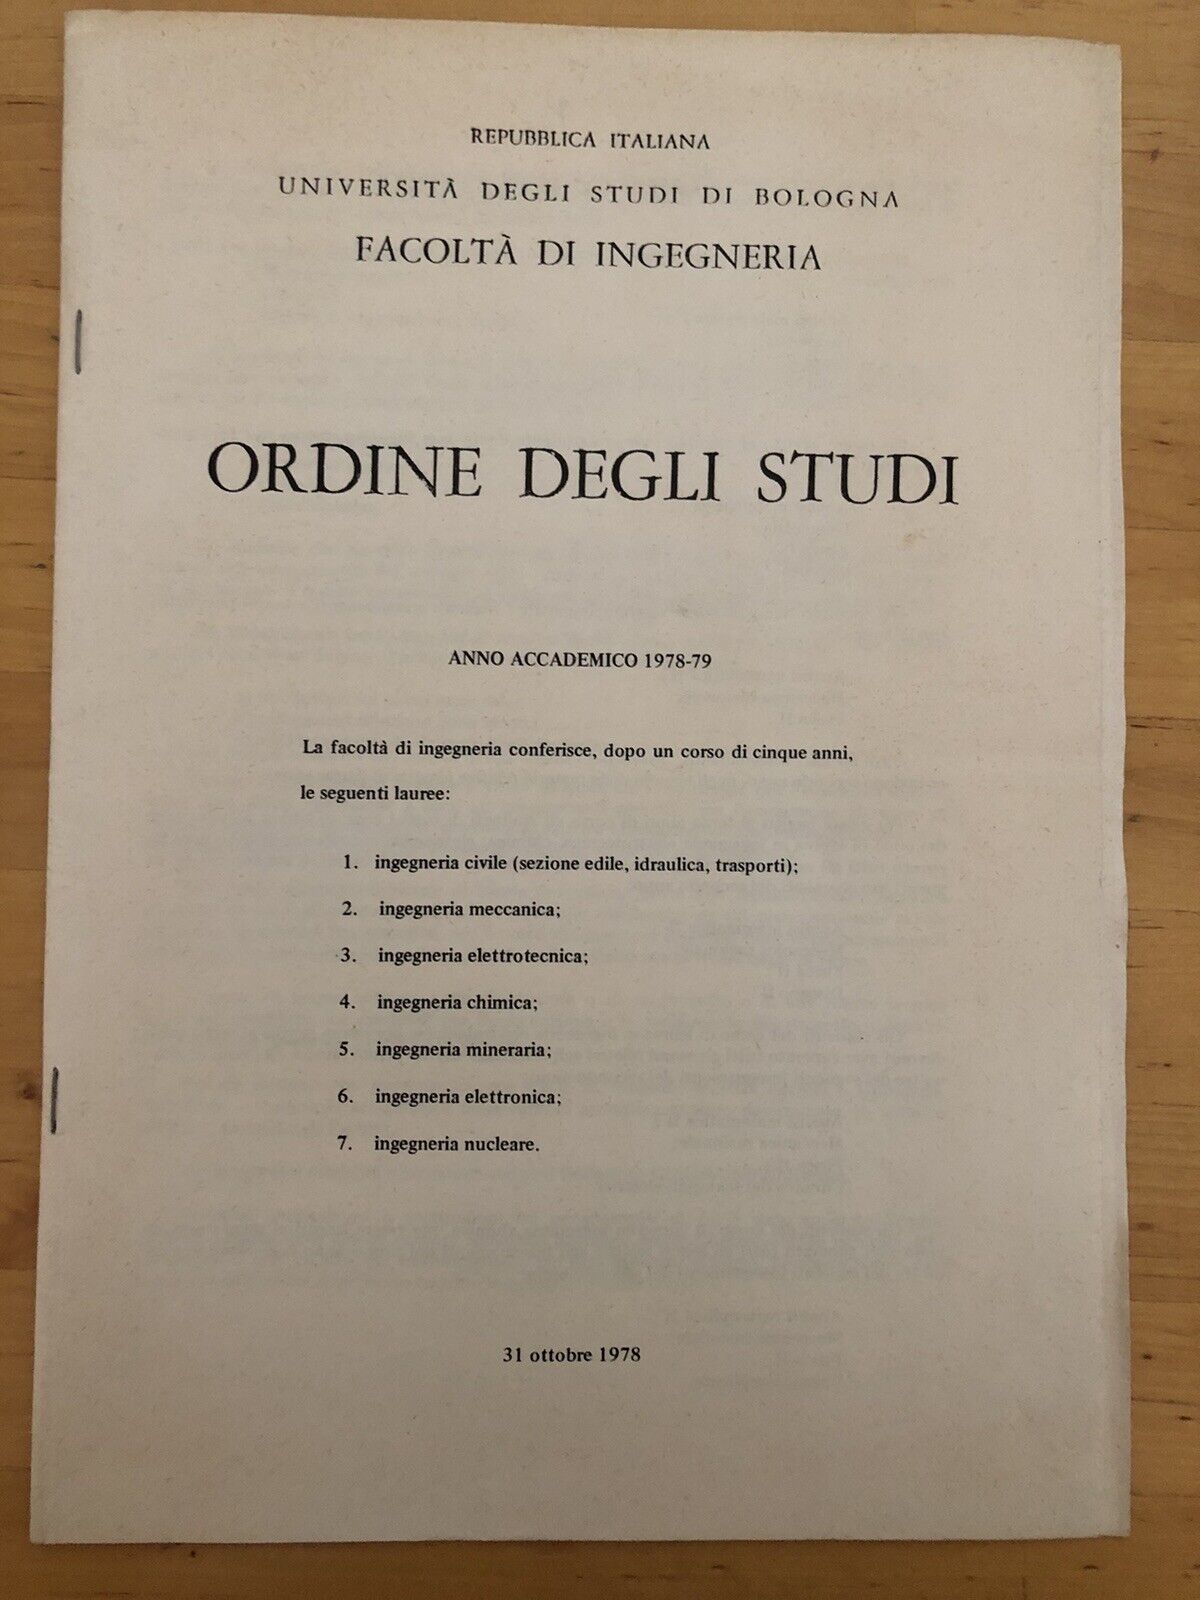 REPUBBLICA ITALIANA
UNIVERSITÀ DEGLI STUDI DI BOLOGNA
FACOLTÀ DI INGEGNERIA
ORDINE DEGLI STUDI
ANNO ACCADEMICO 1978-79
La facoltà di ingegneria conferisce, dopo un corso di cinque anni,
le seguenti lauree:
1. ingegneria civile (sezione edile, idraulica, trasporti);
2. ingegneria meccanica;
3. ingegneria elettrotecnica;
4. ingegneria chimica;
5. ingegneria mineraria;
6. ingegneria elettronica;
7. ingegneria nucleare.
31 ottobre 1978